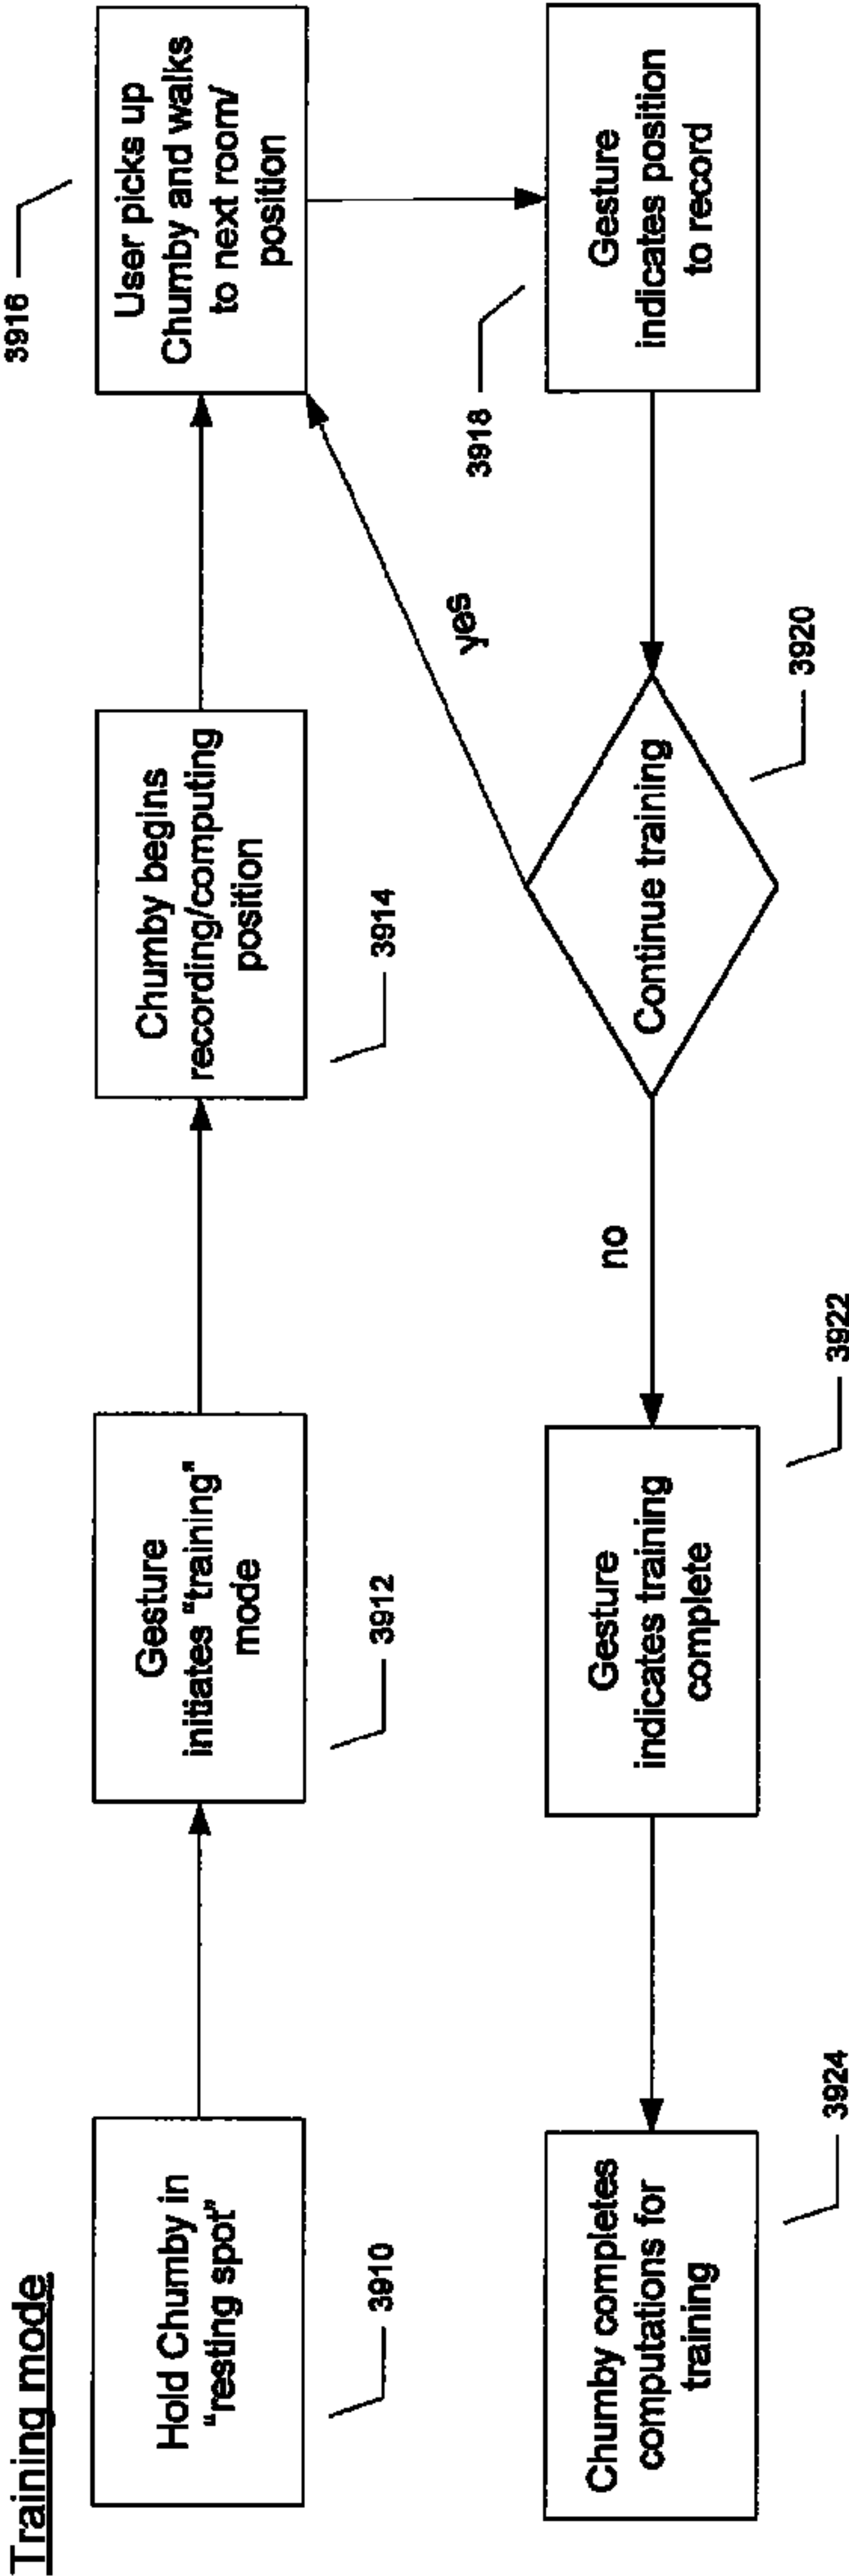 Training mode
Hold Chumby in
“resting spot”
3910
Gesture
initiates “training”
mode
3912
Chumby begins
recording/computing
position
3914
User picks up
Chumby and walks
to next room/
position
3916
Gesture
indicates position
to record
3918
Continue training
3920
yes
no
Gesture
indicates training
complete
3922
Chumby completes
computations for
training
3924